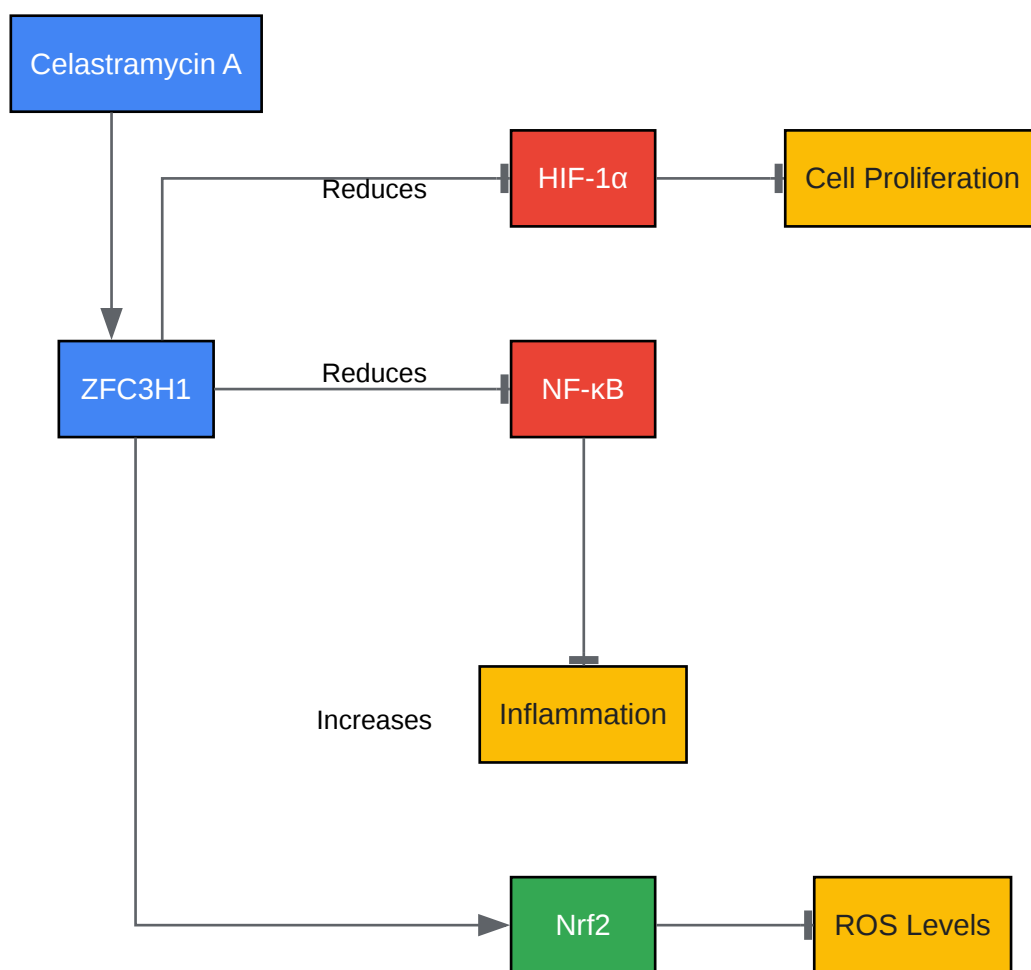 Celastramycin A
HIF-1α
Cell Proliferation
Reduces
ZFC3H1
Reduces
NF-κB
Increases
Inflammation
Nrf2
ROS Levels